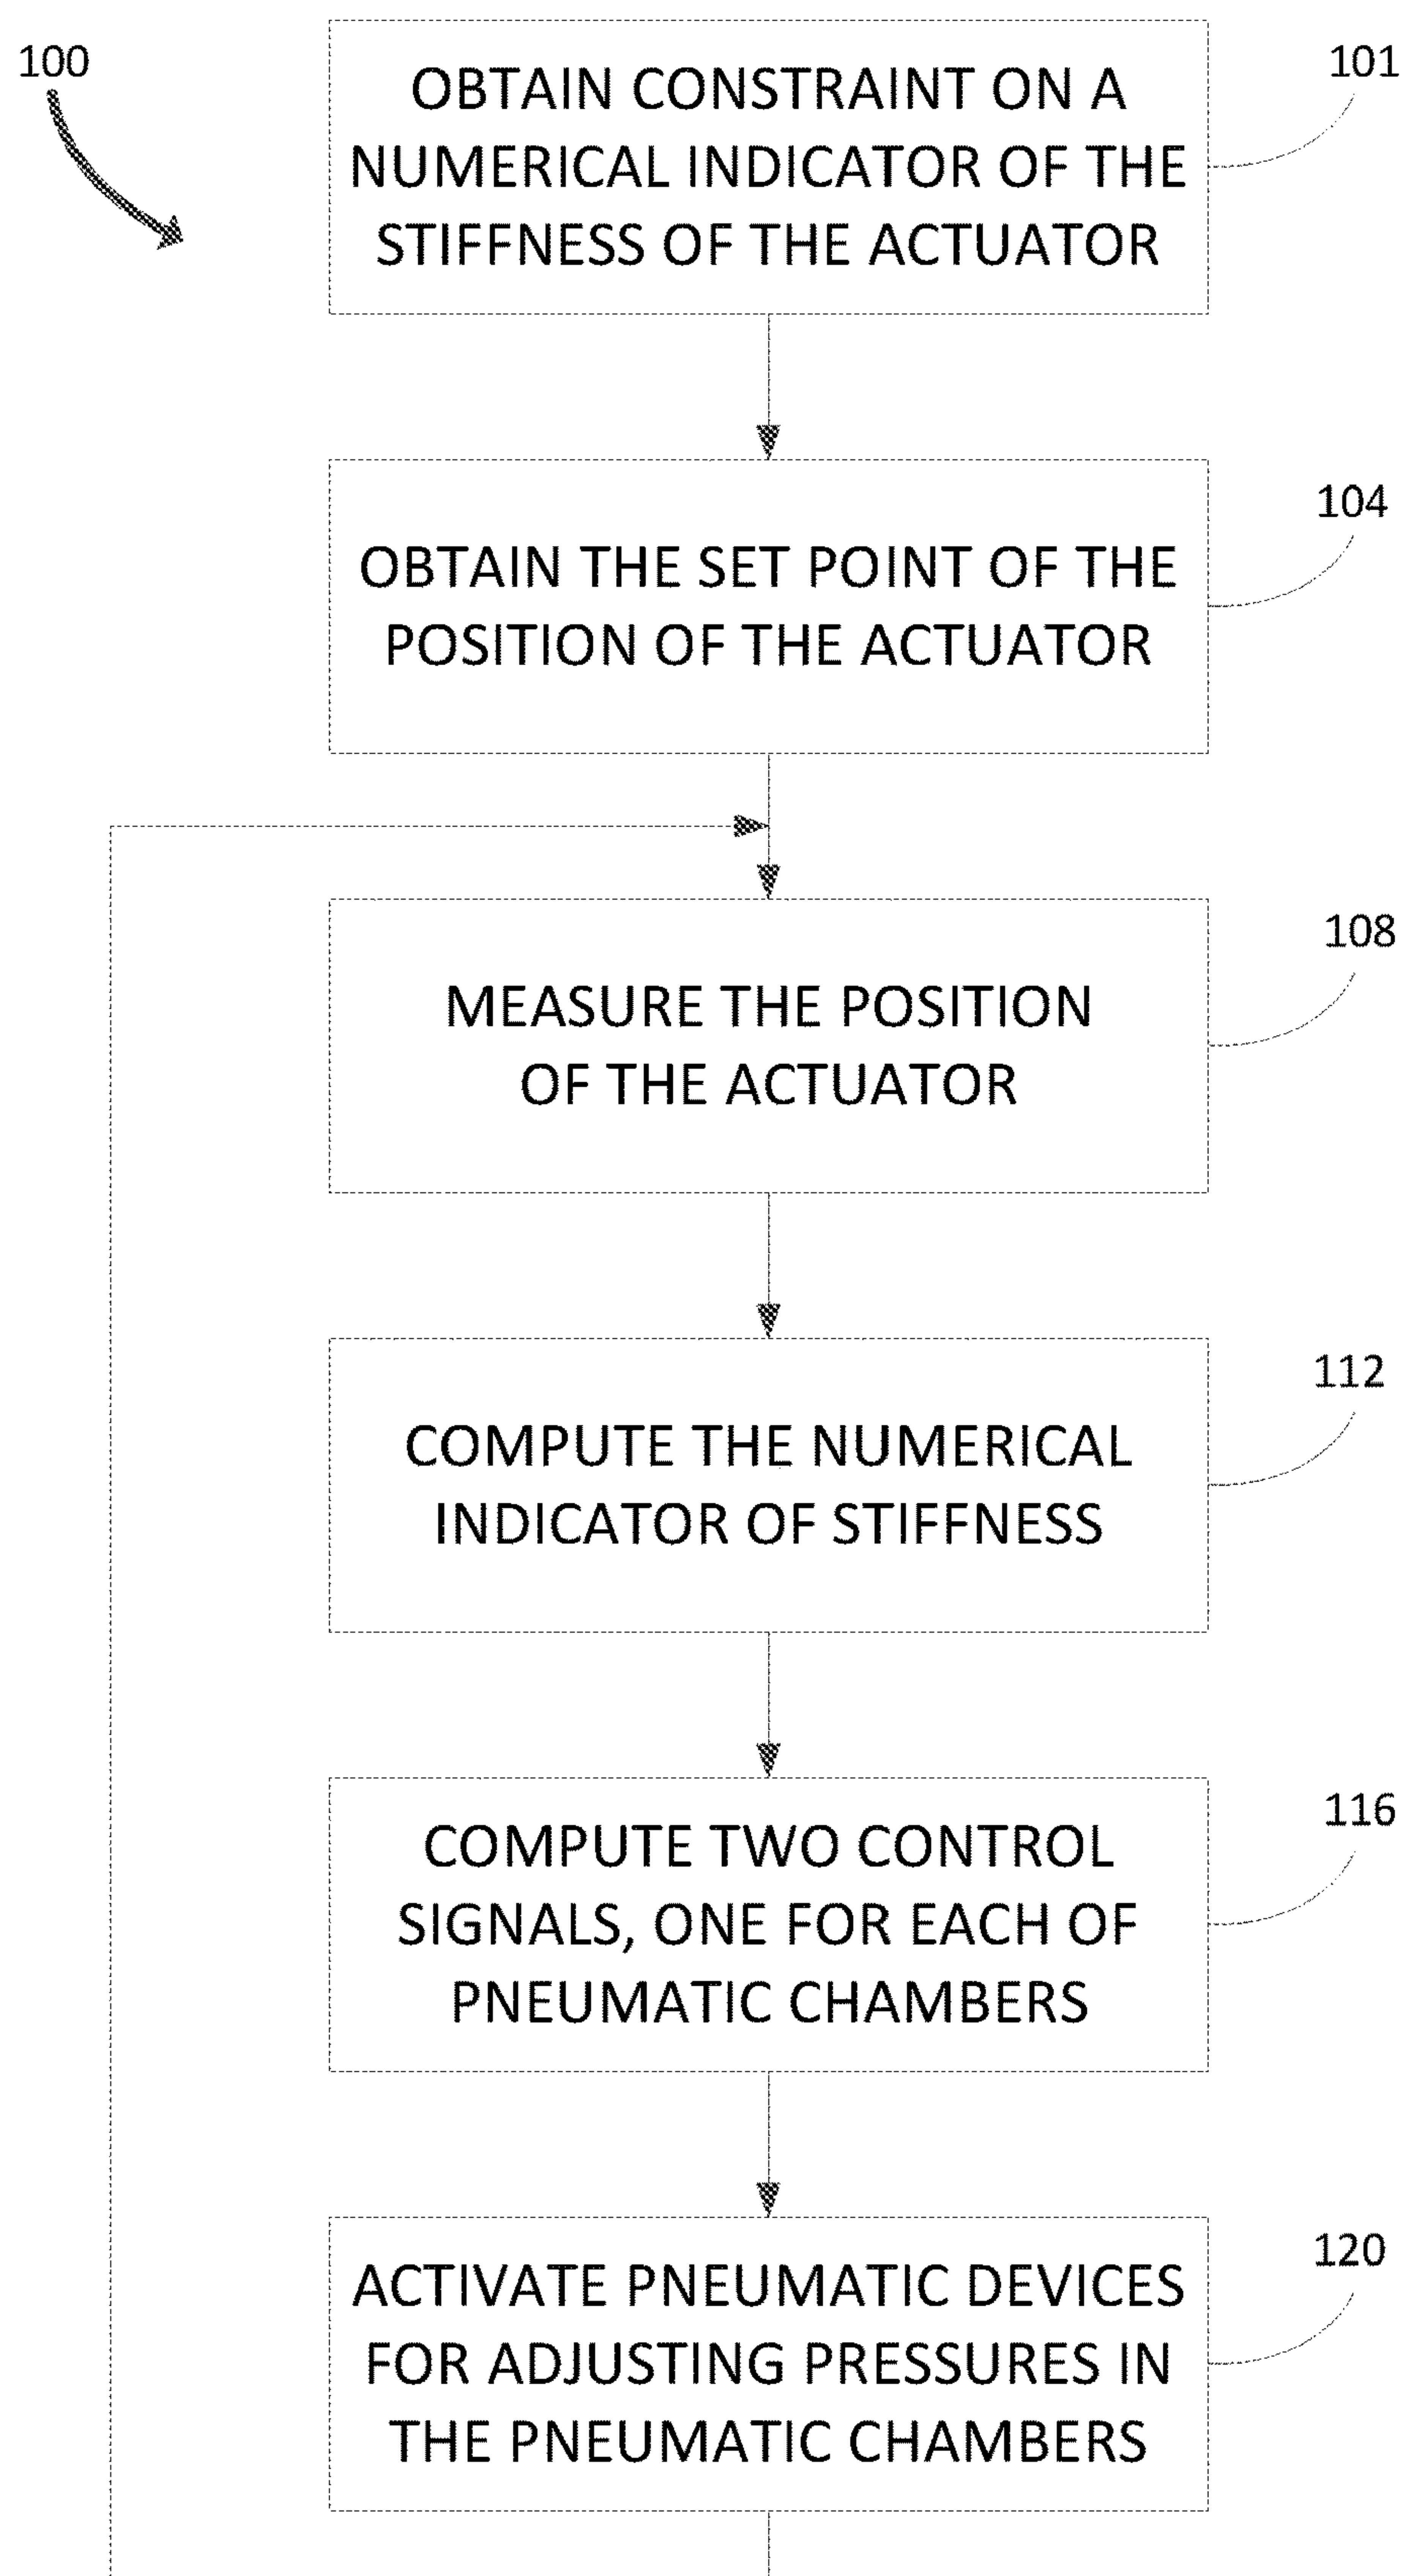 100
101
OBTAIN CONSTRAINT ON A
NUMERICAL INDICATOR OF THE
STIFFNESS OF THE ACTUATOR
104
OBTAIN THE SET POINT OF THE
POSITION OF THE ACTUATOR
108
MEASURE THE POSITION
OF THE ACTUATOR
112
COMPUTE THE NUMERICAL
INDICATOR OF STIFFNESS
116
COMPUTE TWO CONTROL
SIGNALS, ONE FOR EACH OF
PNEUMATIC CHAMBERS
120
ACTIVATE PNEUMATIC DEVICES
FOR ADJUSTING PRESSURES IN
THE PNEUMATIC CHAMBERS